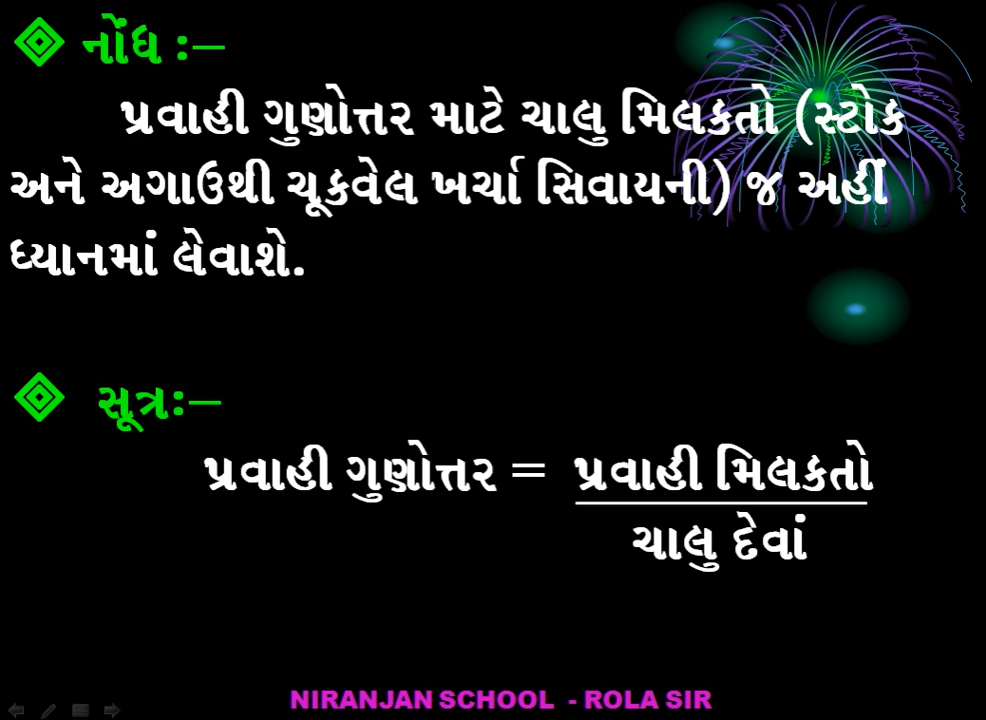 નોંધ :–
પ્રવાહી ગુણોત્તર માટે ચાલુ મિલકતો (સ્ટોક
અને અગાઉથી ચૂકવેલ ખર્ચા સિવાયની) જ અહીં
ધ્યાનમાં લેવાશે.
સૂત્ર:–
પ્રવાહી ગુણોત્તર = પ્રવાહી મિલકતો
ચાલુ દેવાં
NIRANJAN SCHOOL - ROLA SIR